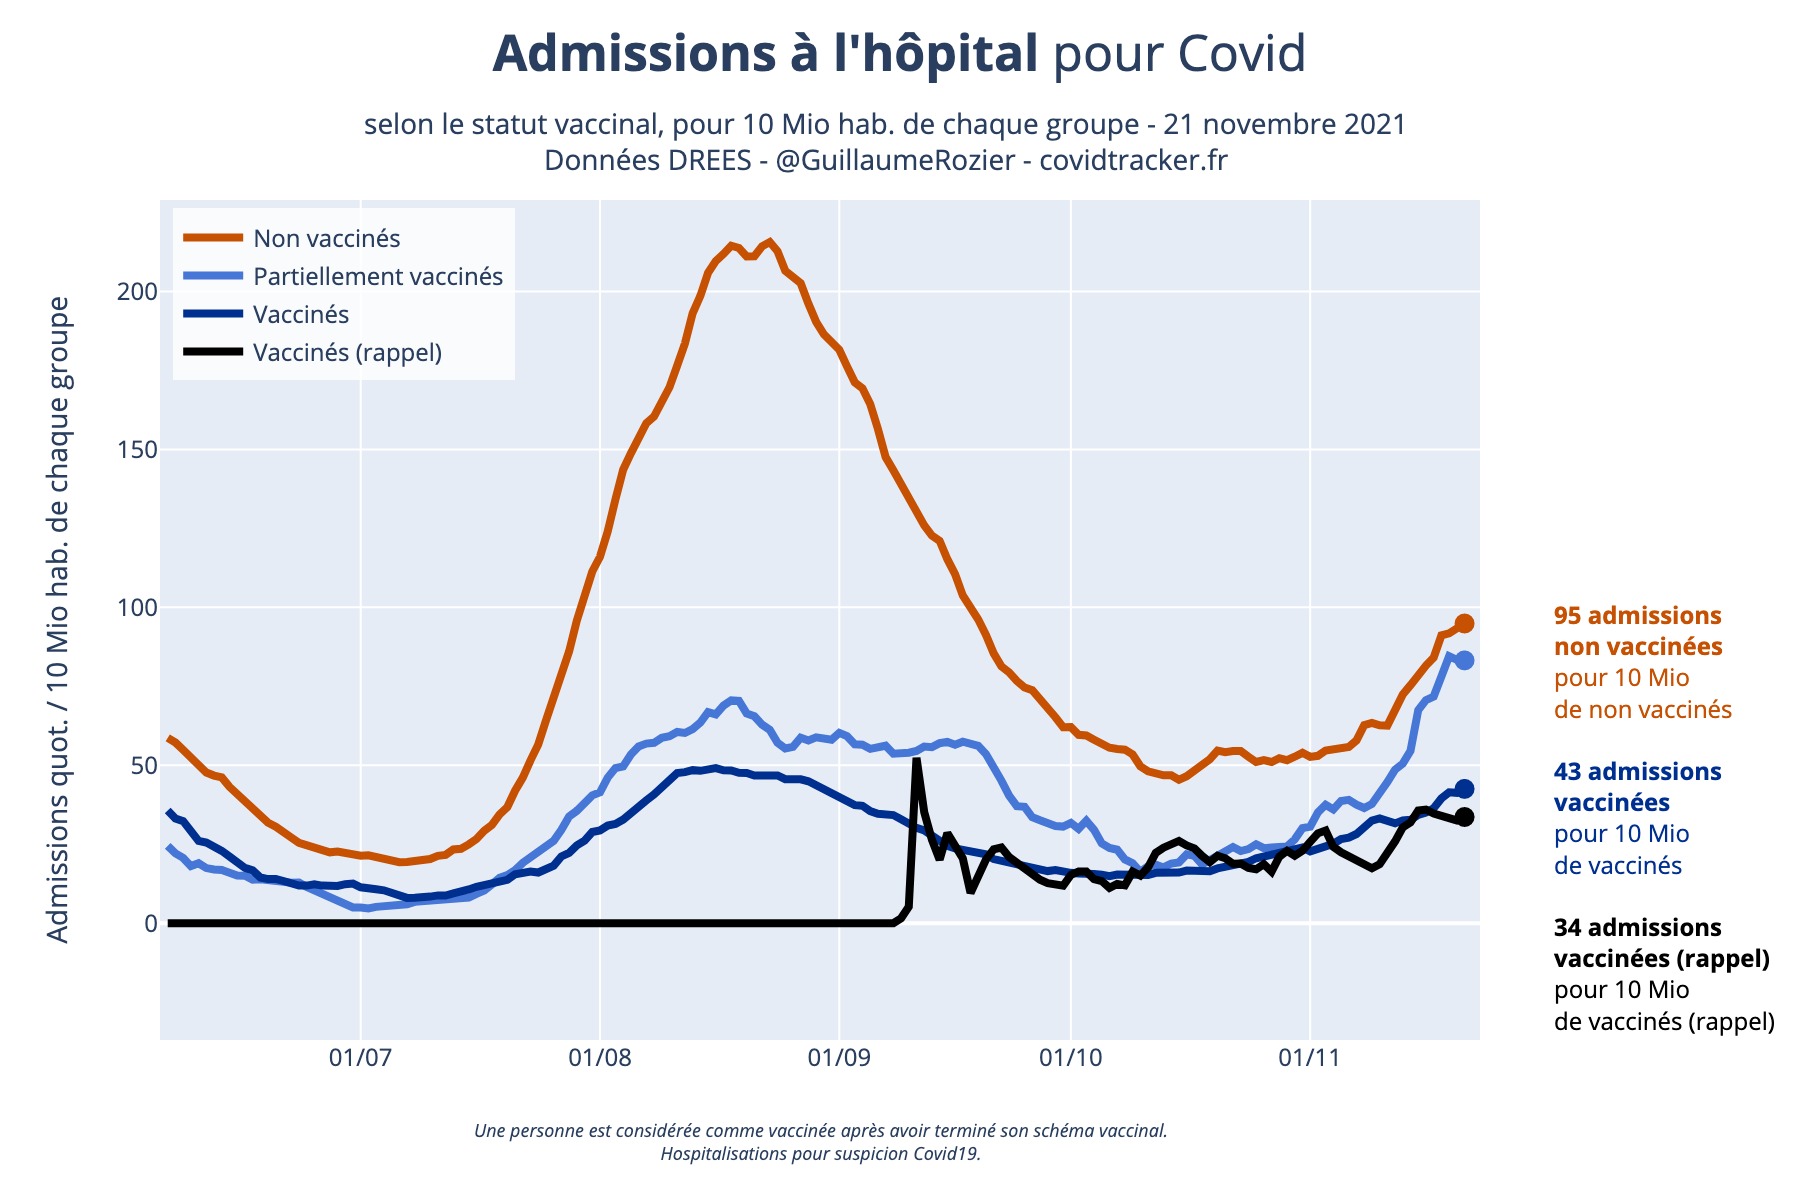 Admissions à l'hôpital pour Covid
selon le statut vaccinal, pour 10 Mio hab. de chaque groupe - 21 novembre 2021
Données DREES - @GuillaumeRozier - covidtracker.fr
Non vaccinés
Partiellement vaccinés
Vaccinés
Vaccinés (rappel)
Admissions quot. / 10 Mio hab. de chaque groupe
200
150
100
50
0
01/07
01/08
01/09
01/10
01/11
95 admissions
non vaccinées
pour 10 Mio
de non vaccinés
43 admissions
vaccinées
pour 10 Mio
de vaccinés
34 admissions
vaccinées (rappel)
pour 10 Mio
de vaccinés (rappel)
Une personne est considérée comme vaccinée après avoir terminé son schéma vaccinal.
Hospitalisations pour suspicion Covid19.